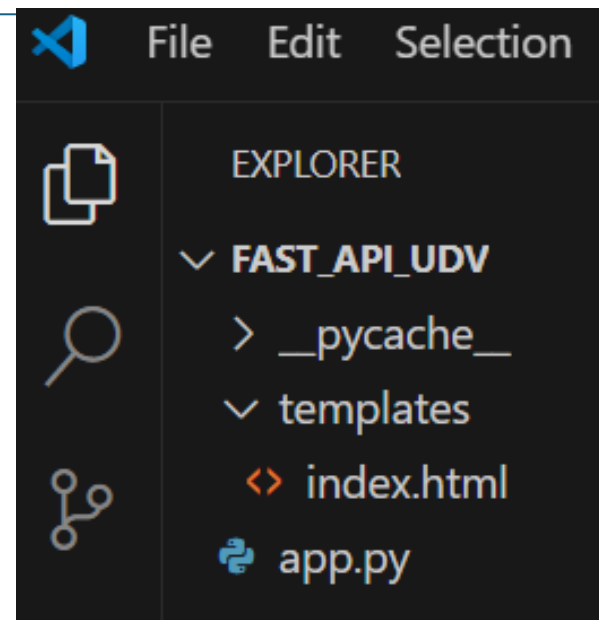 File Edit Selection
EXPLORER
FAST_API_UDV
__pycache__
templates
index.html
app.py